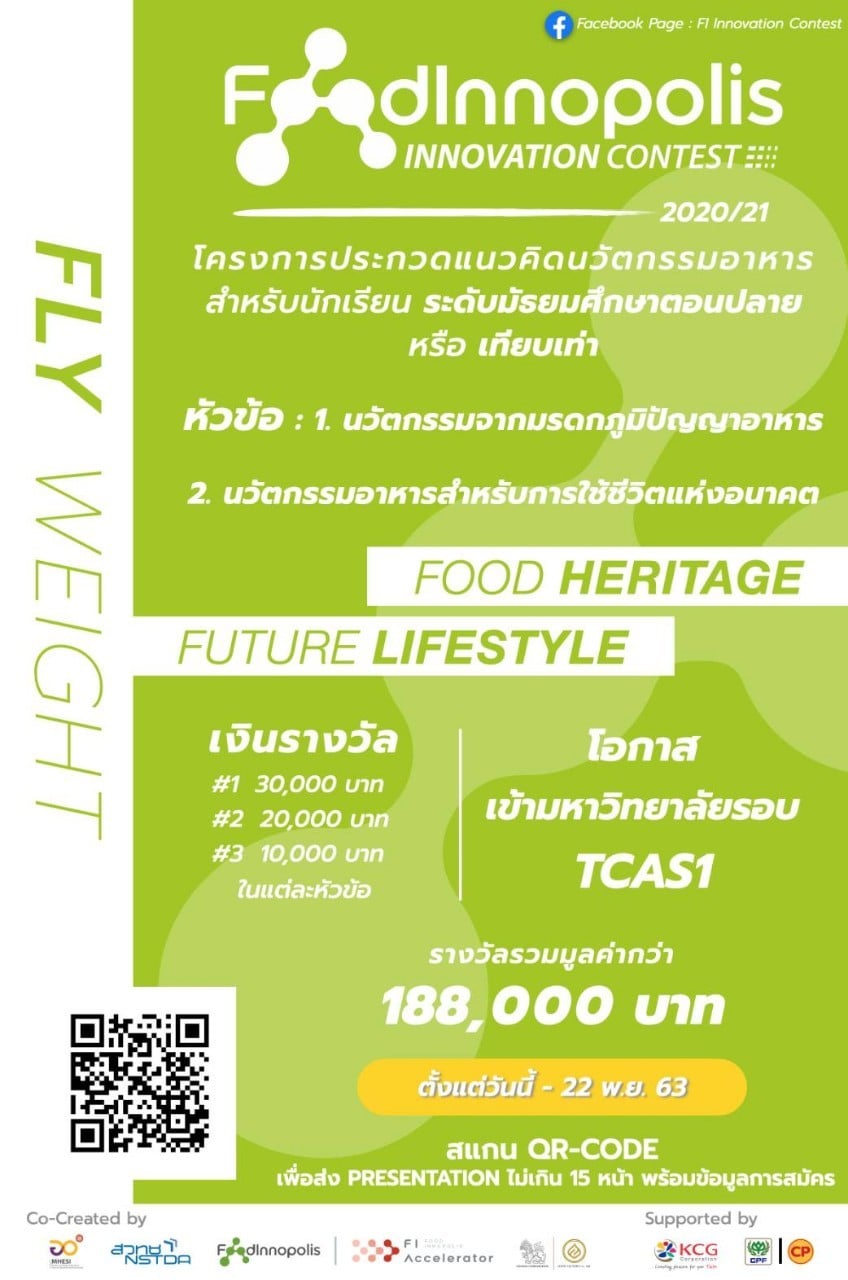 Facebook Page : FI Innovation Contest
FoodInnopolis
INNOVATION CONTEST
2020/21
FLY WEIGHT
โครงการประกวดแนวคิดนวัตกรรมอาหาร
สำหรับนักเรียน ระดับมัธยมศึกษาตอนปลาย
หรือ เทียบเท่า
หัวข้อ : 1. นวัตกรรมจากมรดกภูมิปัญญาอาหาร
2. นวัตกรรมอาหารสำหรับการใช้ชีวิตแห่งอนาคต
FOOD HERITAGE
FUTURE LIFESTYLE
เงินรางวัล
#1 30,000 บาท
#2 20,000 บาท
#3 10,000 บาท
ในแต่ละหัวข้อ
โอกาส
เข้ามหาวิทยาลัยรอบ
TCAS1
รางวัลรวมมูลค่ากว่า
188,000 บาท
ตั้งแต่วันนี้ - 22 พ.ย. 63
สแกน QR-CODE
เพื่อส่ง PRESENTATION ไม่เกิน 15 หน้า พร้อมข้อมูลการสมัคร
Co-Created by
Supported by
MHESI
สวทช
NSTDA
FoodInnopolis
FI FOOD INNOPOLIS
Accelerator
KCG
Corporation
CPF
CP